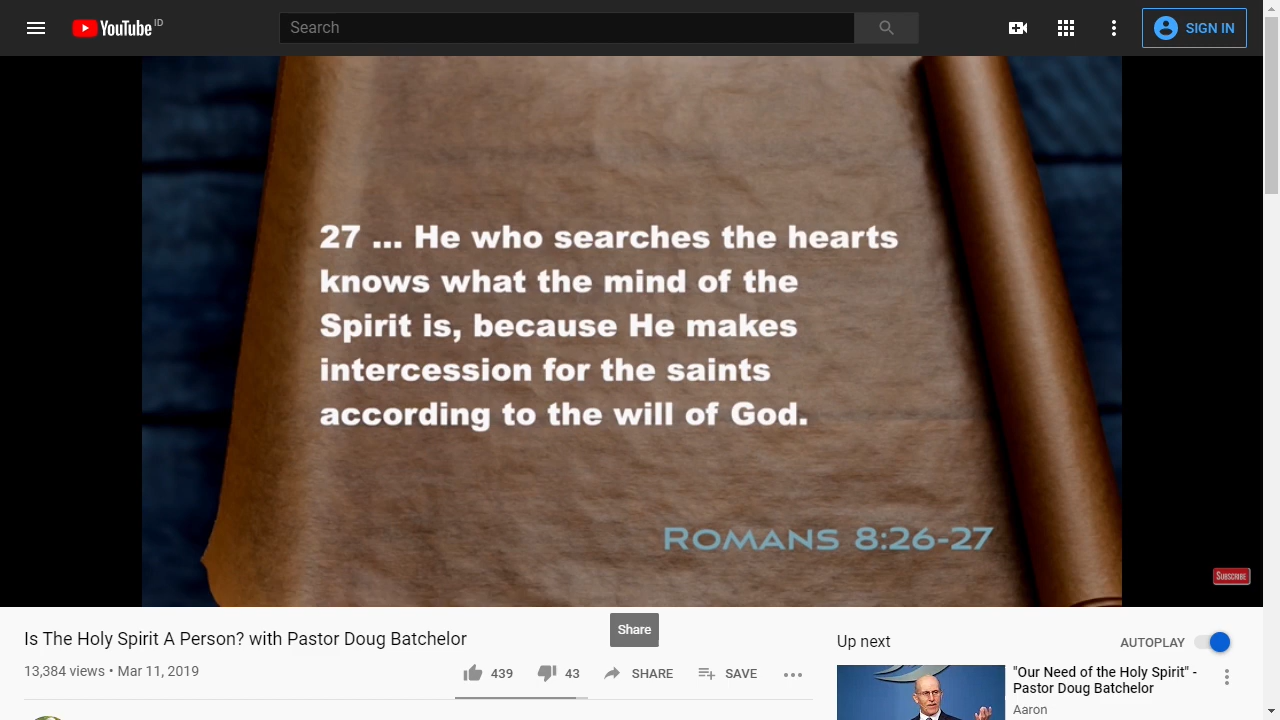 YouTube ID
Search
SIGN IN
27 ... He who searches the hearts
knows what the mind of the
Spirit is, because He makes
intercession for the saints
according to the will of God.
ROMANS 8:26-27
SUBSCRIBE
Share
Is The Holy Spirit A Person? with Pastor Doug Batchelor
13,384 views • Mar 11, 2019
439
43
SHARE
SAVE
Up next
AUTOPLAY
"Our Need of the Holy Spirit" -
Pastor Doug Batchelor
Aaron